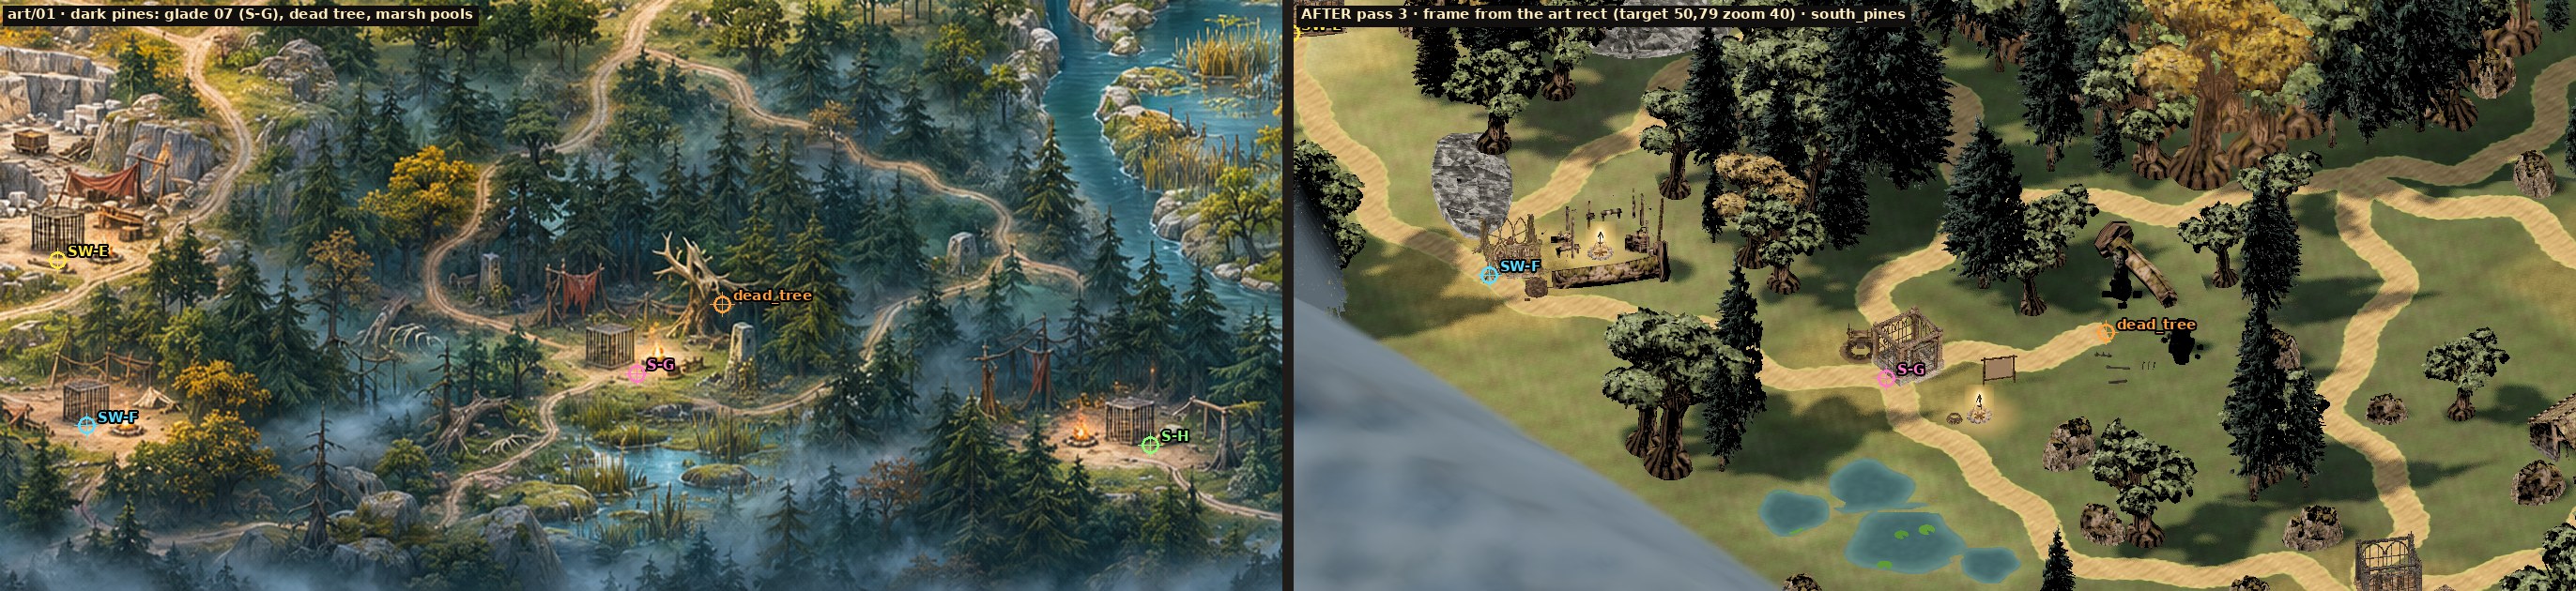 art/01 · dark pines: glade 07 (S-G), dead tree, marsh pools
SW-E
dead_tree
S-G
SW-F
S-H
AFTER pass 3 · frame from the art rect (target 50,79 zoom 40) · south_pines
SW-E
SW-F
dead_tree
S-G